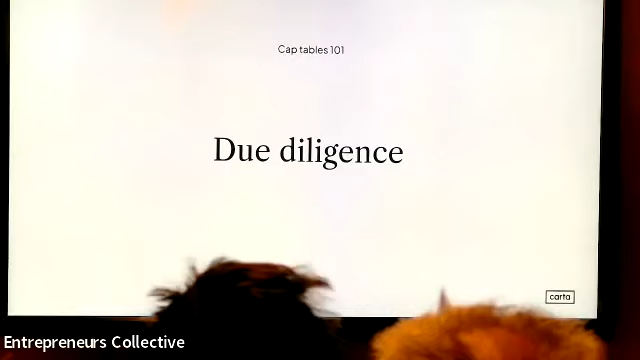 Cap tables 101
Due diligence
carta
Entrepreneurs Collective